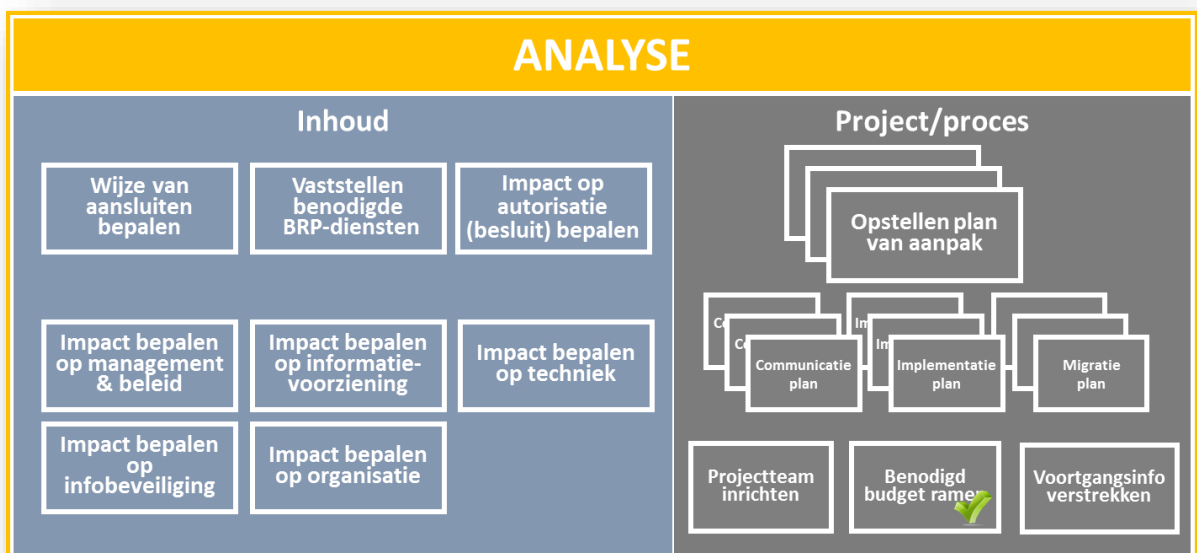 ANALYSE
Inhoud
Wijze van
aansluiten
bepalen
Vaststellen
benodigde
BRP-diensten
Impact op
autorisatie
(besluit) bepalen
Impact bepalen
op management
& beleid
Impact bepalen
op informatie-
voorziening
Impact bepalen
op techniek
Impact bepalen
op
infobeveiliging
Impact bepalen
op organisatie
Project/proces
Opstellen plan
van aanpak
Communicatie
plan
Implementatie
plan
Migratie
plan
Projectteam
inrichten
Benodigd
budget ramen
Voortgangsinfo
verstrekken